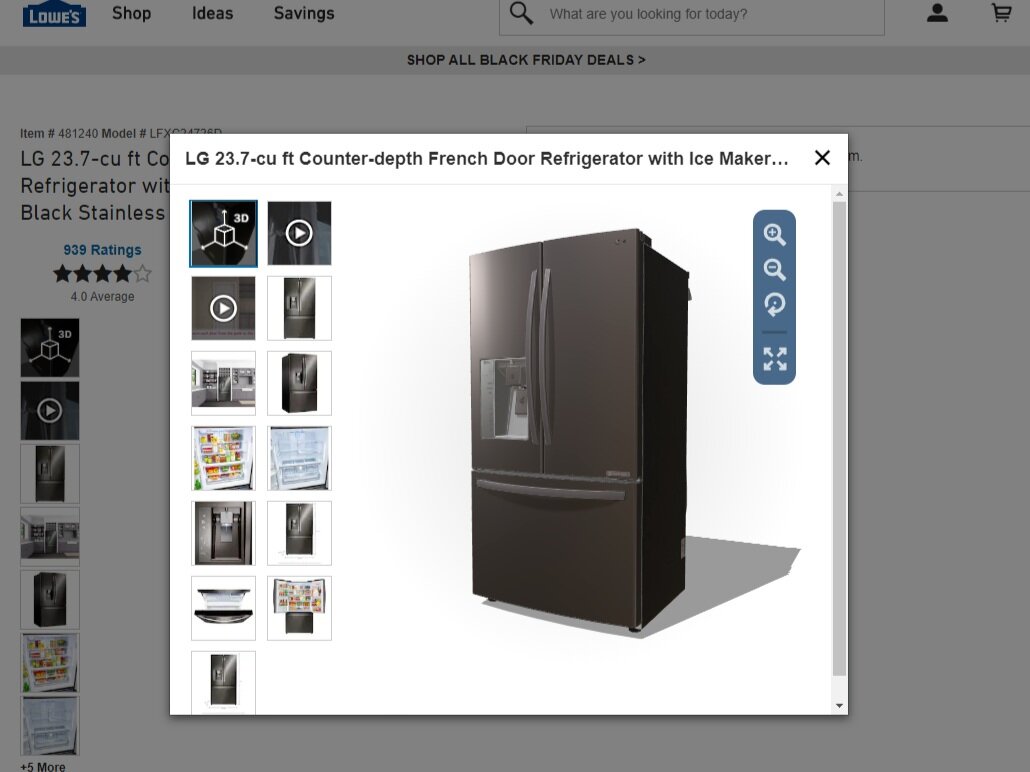 LOWE'S
Shop
Ideas
Savings
What are you looking for today?
SHOP ALL BLACK FRIDAY DEALS >
Item # 481240 Model #
LG 23.7-cu ft Co
Refrigerator wit
Black Stainless
939 Ratings
4.0 Average
3D
+5 More
m.
LG 23.7-cu ft Counter-depth French Door Refrigerator with Ice Maker...
3D